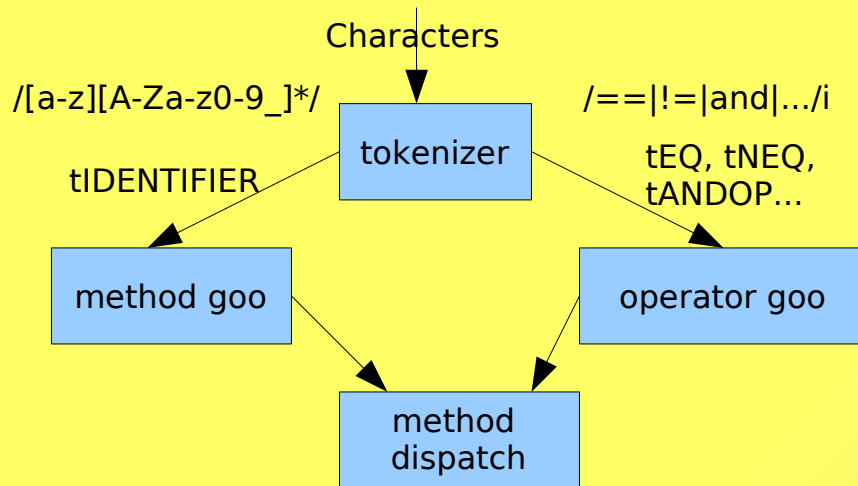 Characters
/[a-z][A-Za-z0-9_]*/
/==|!=|and|.../i
tokenizer
tIDENTIFIER
tEQ, tNEQ,
tANDOP...
method goo
operator goo
method
dispatch